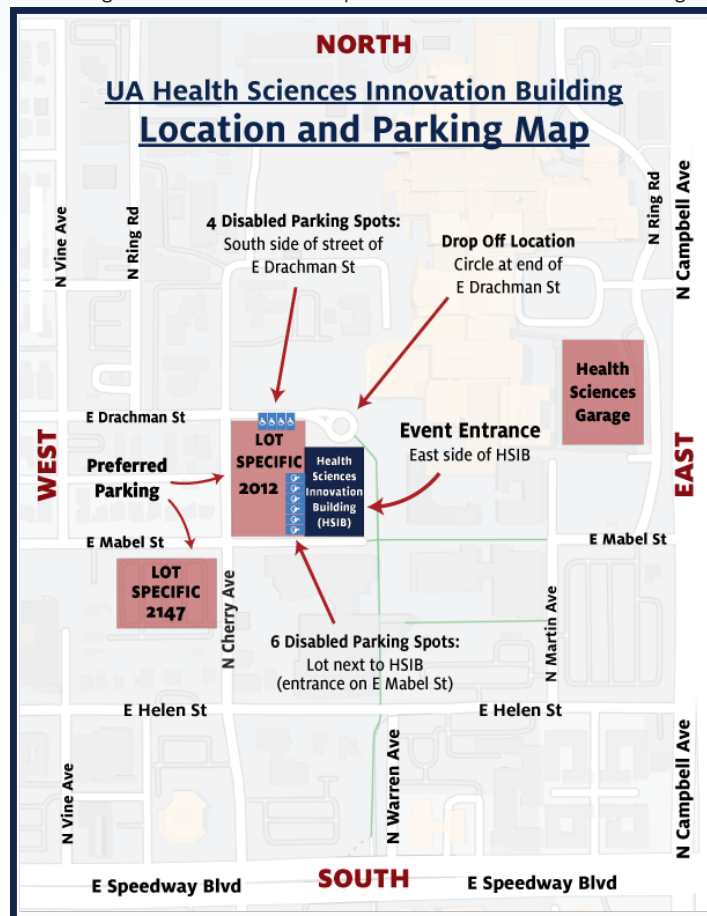 NORTH
UA Health Sciences Innovation Building
Location and Parking Map
N Vine Ave
N Ring Rd
N Ring Rd
N Campbell Ave
4 Disabled Parking Spots:
South side of street of
E Drachman St
Drop Off Location
Circle at end of
E Drachman St
Health
Sciences
Garage
E Drachman St
WEST
EAST
LOT
SPECIFIC
2012
Health
Sciences
Innovation
Building
(HSIB)
Event Entrance
East side of HSIB
Preferred
Parking
E Mabel St
E Mabel St
LOT
SPECIFIC
2147
N Cherry Ave
N Martin Ave
6 Disabled Parking Spots:
Lot next to HSIB
(entrance on E Mabel St)
E Helen St
E Helen St
N Vine Ave
N Warren Ave
N Campbell Ave
E Speedway Blvd
SOUTH
E Speedway Blvd